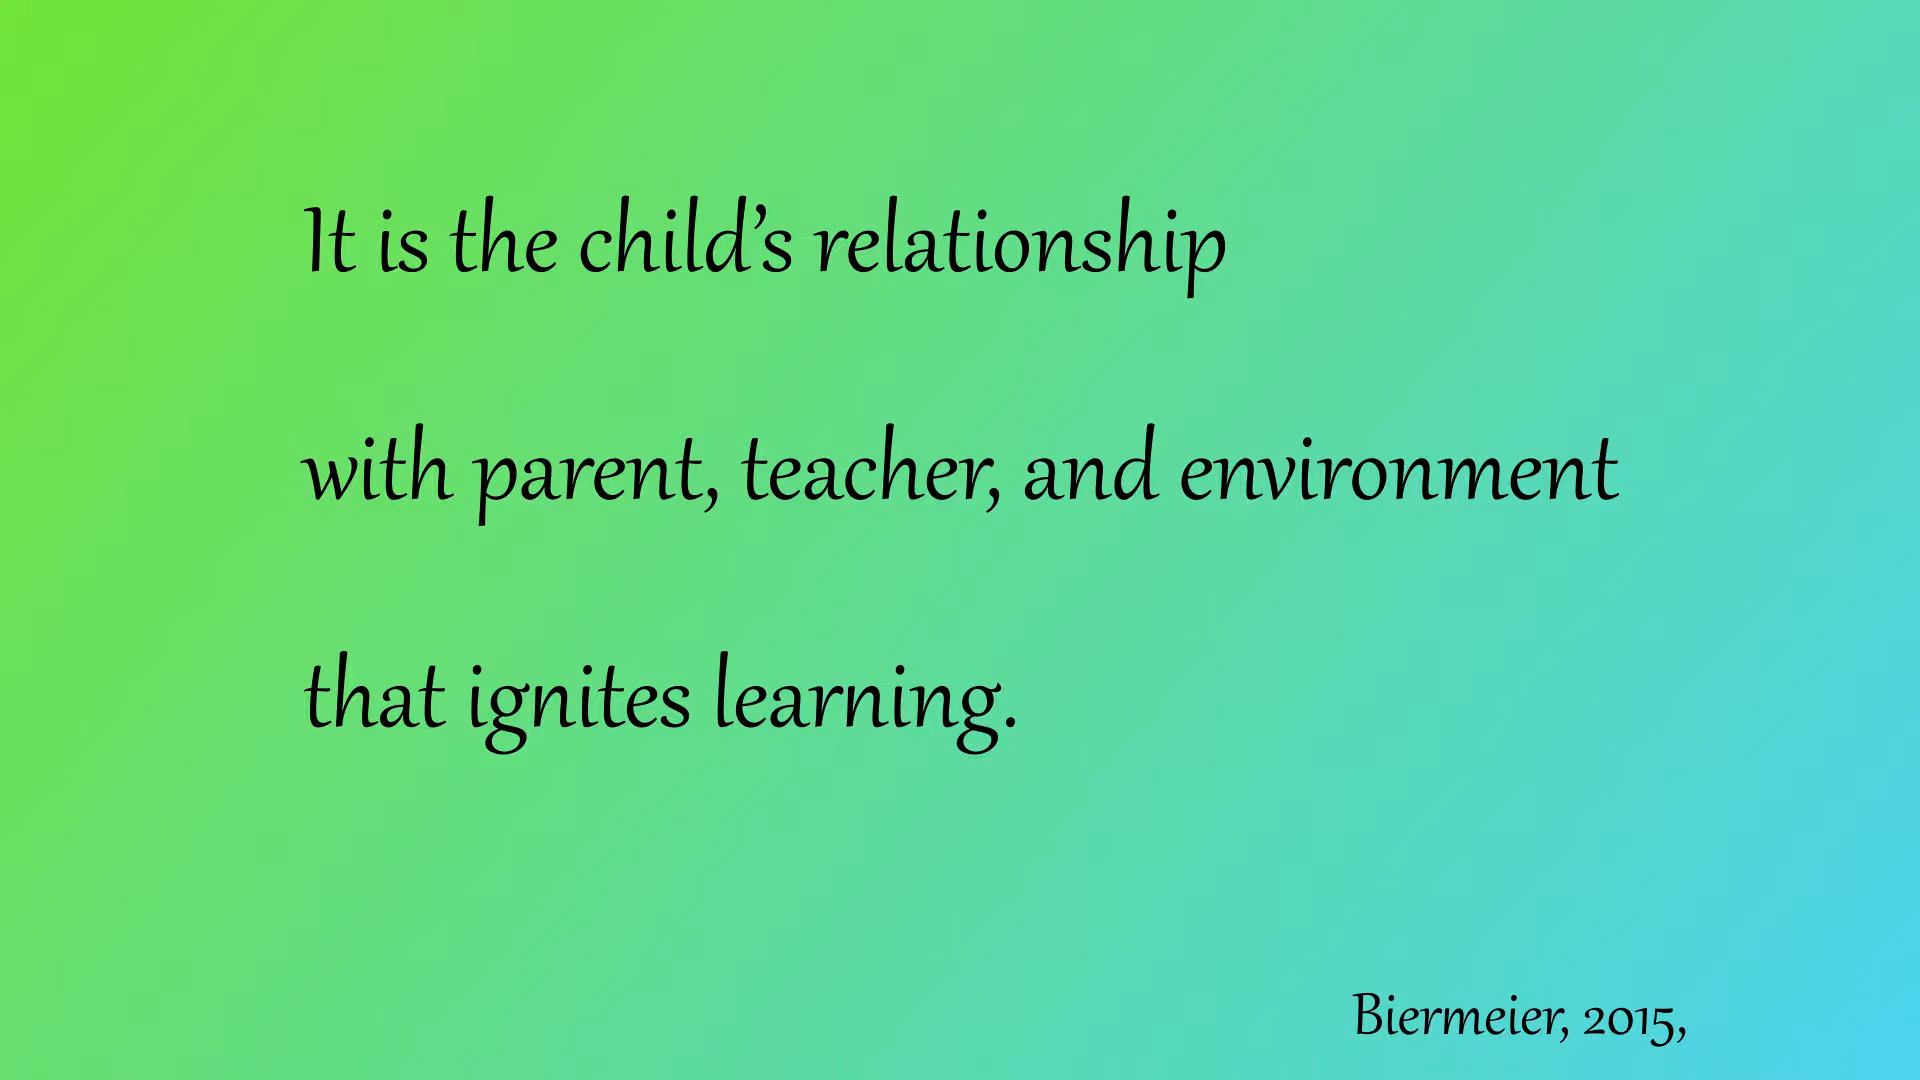 It is the child’s relationship
with parent, teacher, and environment
that ignites learning.
Biermeier, 2015,